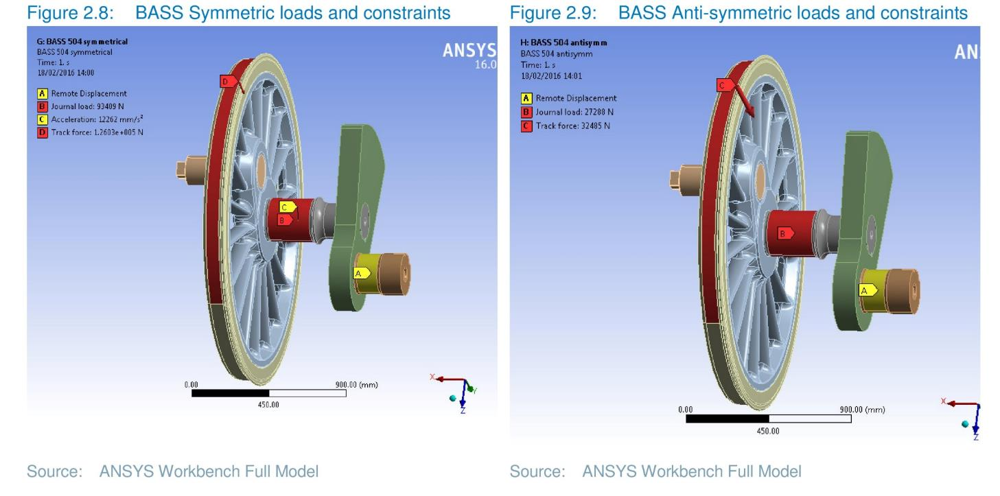 Figure 2.8: BASS Symmetric loads and constraints
G: BASS 504 symmetrical
BASS 504 symmetrical
Time: 1. s
18/02/2016 14:00
A Remote Displacement
B Journal load: 93409 N
C Acceleration: 12262 mm/s²
D Track force: 1.2603e+005 N
ANSYS
16.0
D
C
B
A
0.00
900.00 (mm)
450.00
X
Y
Z
Source: ANSYS Workbench Full Model
Figure 2.9: BASS Anti-symmetric loads and constraints
H: BASS 504 antisymm
BASS 504 antisymm
Time: 1. s
18/02/2016 14:01
A Remote Displacement
B Journal load: 27288 N
C Track force: 32485 N
AN
C
B
A
0.00
900.00 (mm)
450.00
X
Z
Source: ANSYS Workbench Full Model